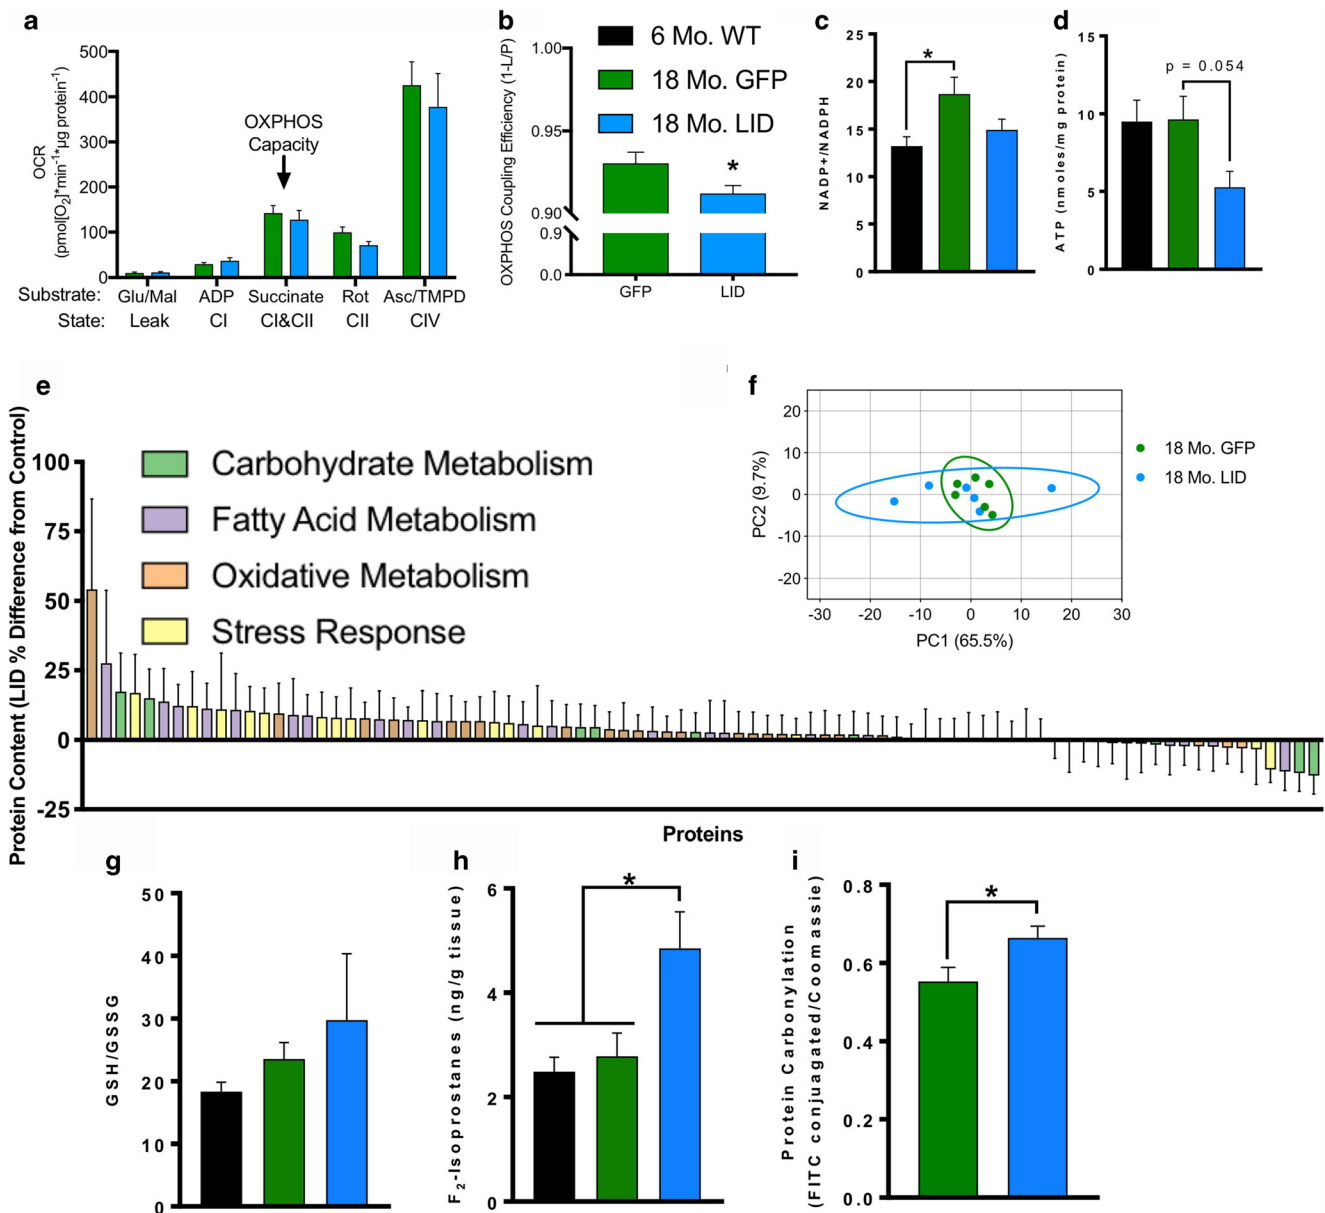 a
500
400
300
200
100
0
OCR
(pmol[O₂]*min⁻¹*µg protein⁻¹)
OXPHOS
Capacity
Substrate: Glu/Mal ADP Succinate Rot Asc/TMPD
State: Leak CI CI&CII CII CIV
b
6 Mo. WT
18 Mo. GFP
18 Mo. LID
1.00
0.95
0.90
0.9
0.0
OXPHOS Coupling Efficiency (1-L/P)
*
GFP LID
c
25
20
15
10
5
0
NADP+/NADPH
*
d
15
10
5
0
ATP (nmoles/mg protein)
p = 0.054
e
100
75
50
25
0
-25
Protein Content (LID % Difference from Control)
Carbohydrate Metabolism
Fatty Acid Metabolism
Oxidative Metabolism
Stress Response
Proteins
f
20
10
0
-10
-20
PC2 (9.7%)
-30 -20 -10 0 10 20 30
PC1 (65.5%)
18 Mo. GFP
18 Mo. LID
g
50
40
30
20
10
0
GSH/GSSG
h
6
4
2
0
F₂-Isoprostanes (ng/g tissue)
*
i
0.8
0.6
0.4
0.2
0.0
Protein Carbonylation
(FITC conjuagated/Coomassie)
*